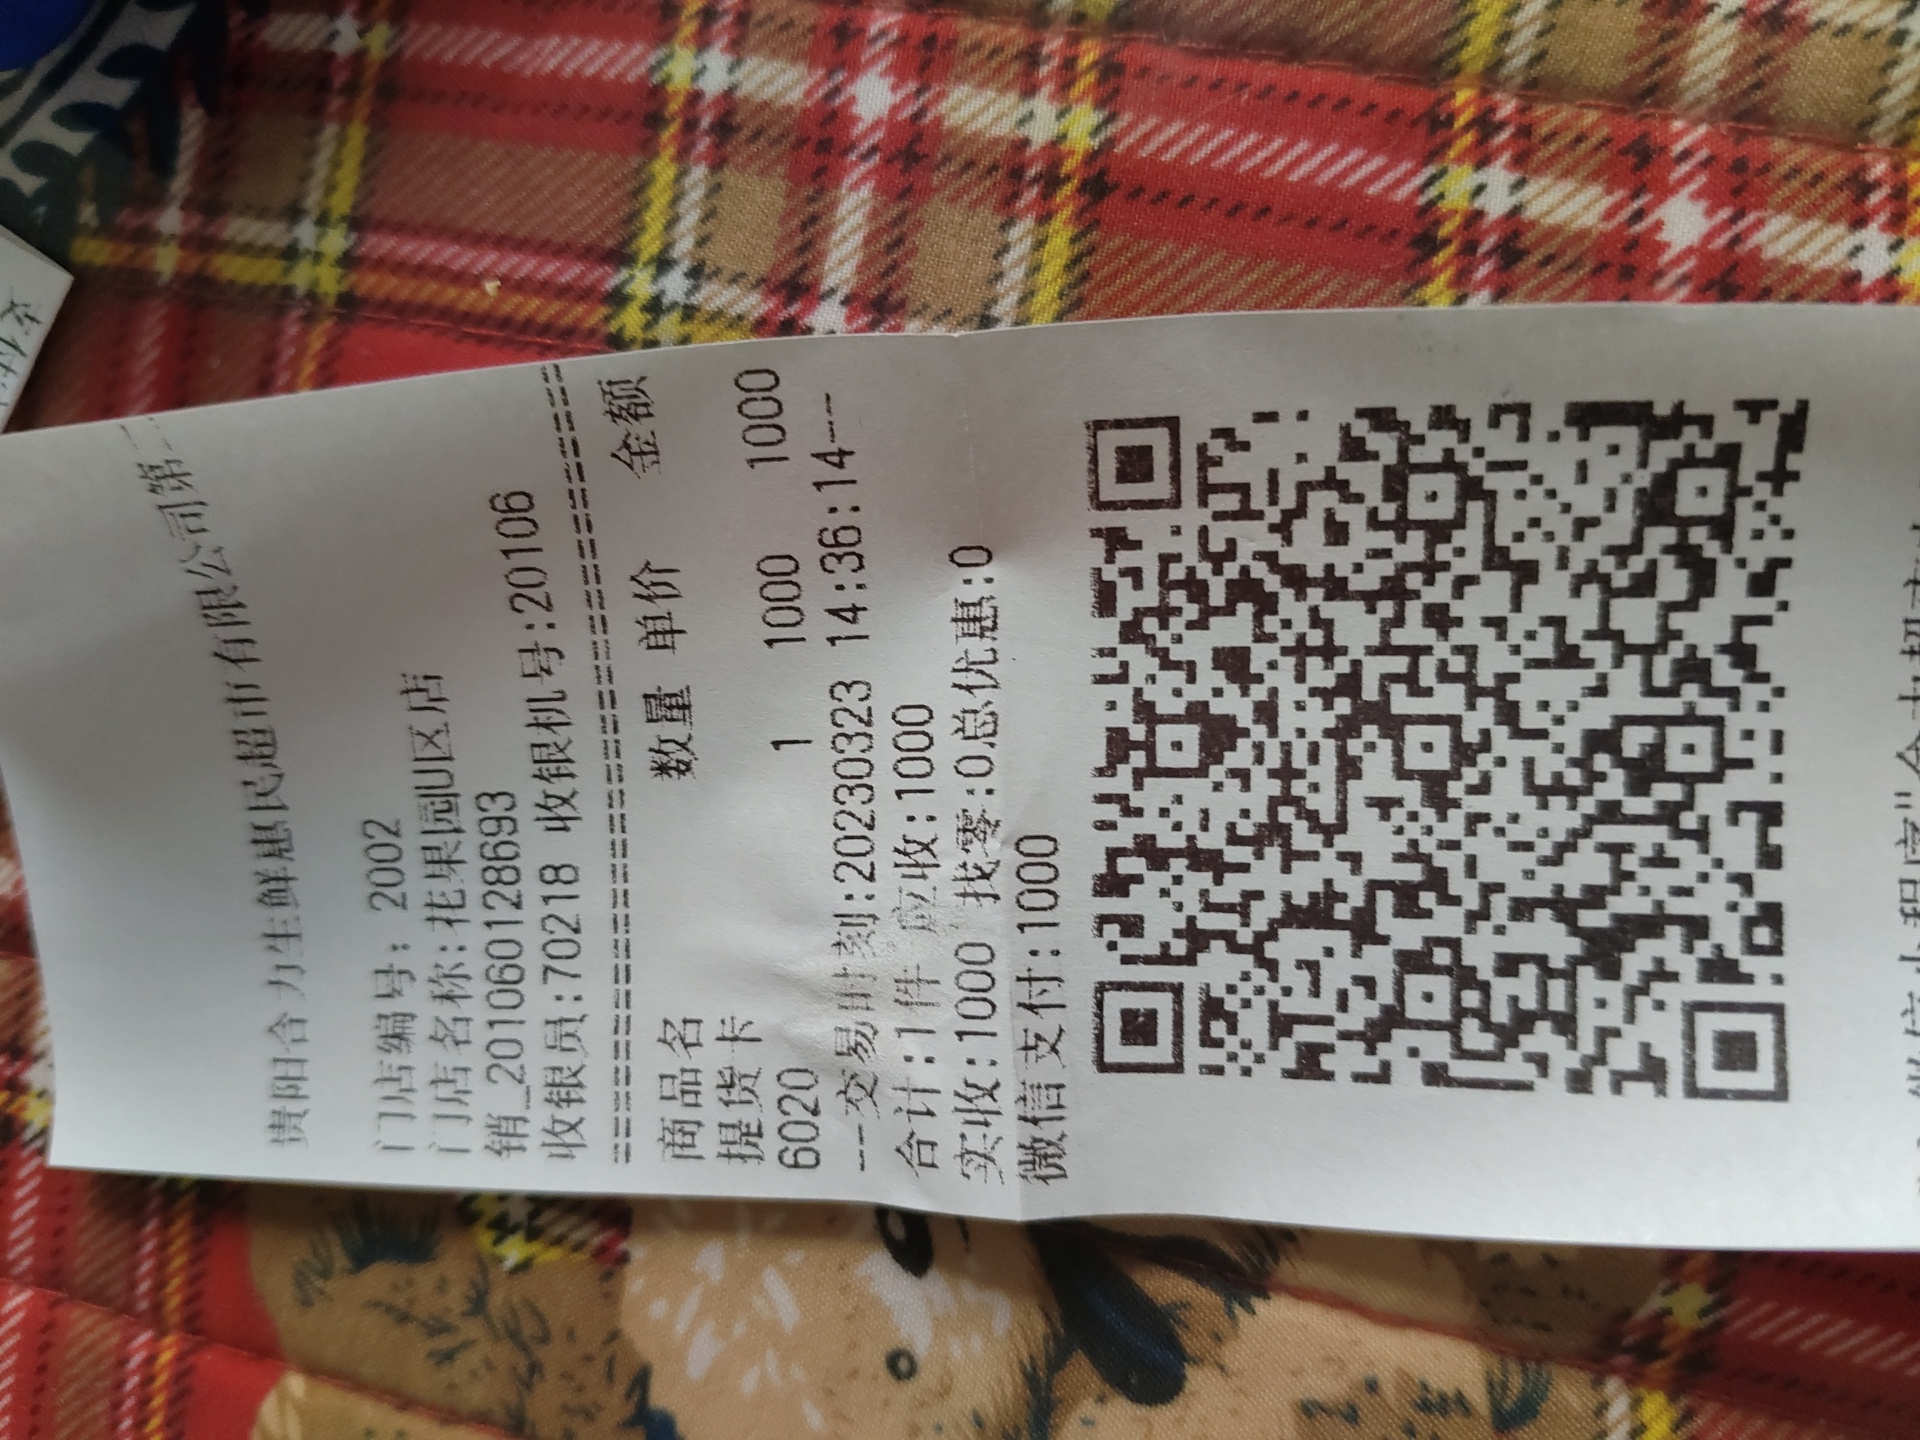 贵阳合力生鲜惠民超市有限公司第二
门店编号: 2002
门店名称:花果园U区店
销_20106012869​3
收银员:70218 收银机号:20106
商品名 数量 单价 金额
提货卡
6020 1 1000 1000
--交易时刻:20230323 14:36:14--
合计:1件 应收:1000
实收:1000 找零:0总优惠:0
微信支付:1000